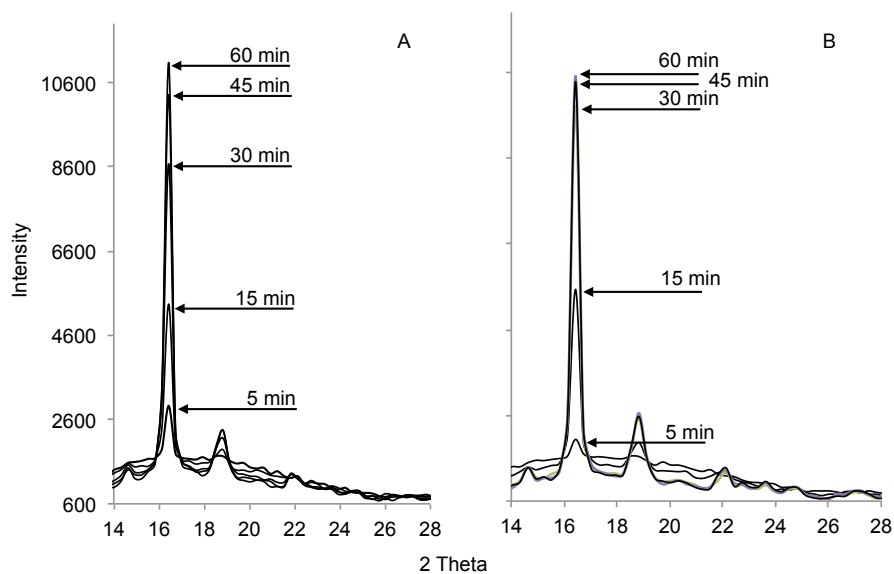 A
60 min
45 min
30 min
15 min
5 min
10600
8600
6600
4600
2600
600
Intensity
14 16 18 20 22 24 26 28
B
60 min
45 min
30 min
15 min
5 min
14 16 18 20 22 24 26 28
2 Theta